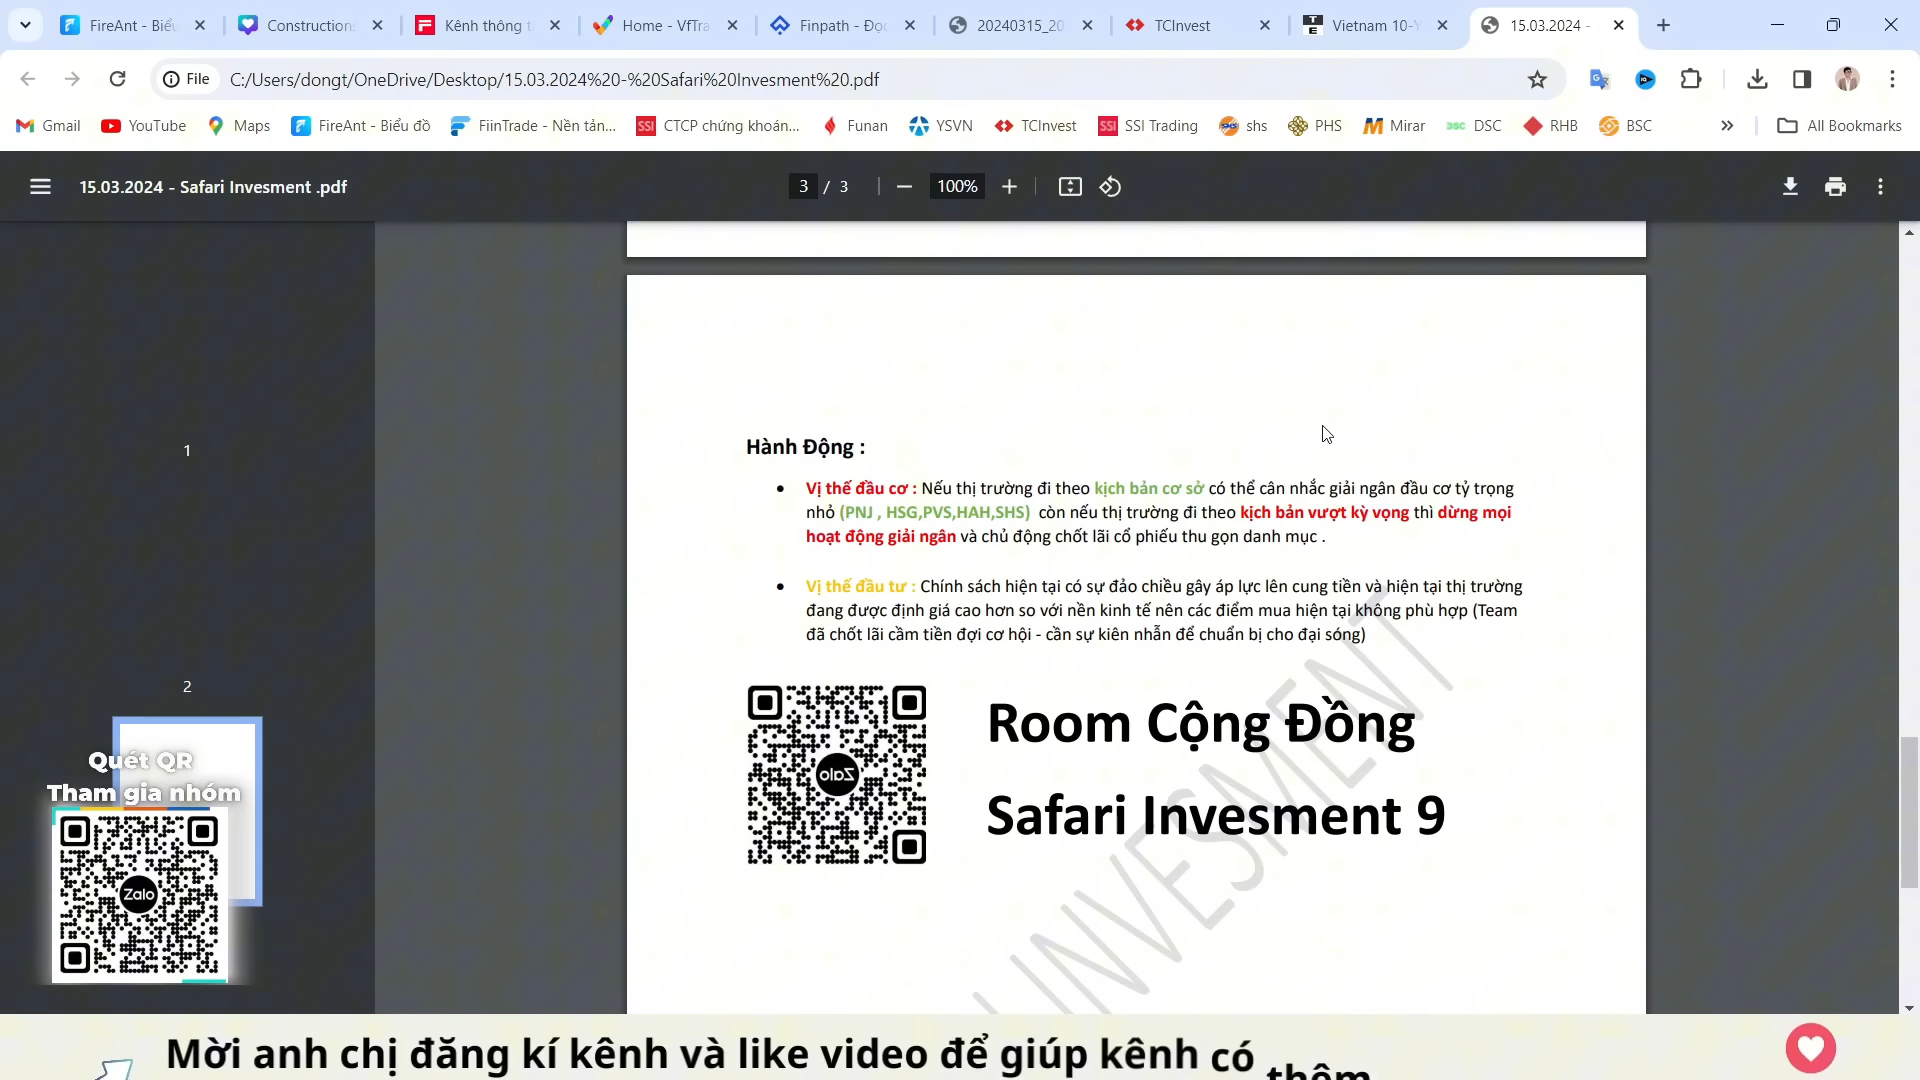 FireAnt - Biểu
Constructions
Kênh thông t
Home - VfTra
Finpath - Đọc
20240315_20
TCInvest
Vietnam 10-Y
15.03.2024 -
File
C:/Users/dongt/OneDrive/Desktop/15.03.2024%20-%20Safari%20Invesment%20.pdf
Gmail
YouTube
Maps
FireAnt - Biểu đồ
FiinTrade - Nền tản...
SSI
CTCP chứng khoán...
Funan
YSVN
TCInvest
SSI
SSI Trading
shs
PHS
Mirar
DSC
RHB
BSC
All Bookmarks
15.03.2024 - Safari Invesment .pdf
3 / 3
100%
1
2
Hành Động :
• Vị thế đầu cơ : Nếu thị trường đi theo kịch bản cơ sở có thể cân nhắc giải ngân đầu cơ tỷ trọng
nhỏ (PNJ , HSG,PVS,HAH,SHS) còn nếu thị trường đi theo kịch bản vượt kỳ vọng thì dừng mọi
hoạt động giải ngân và chủ động chốt lãi cổ phiếu thu gọn danh mục .
• Vị thế đầu tư : Chính sách hiện tại có sự đảo chiều gây áp lực lên cung tiền và hiện tại thị trường
đang được định giá cao hơn so với nền kinh tế nên các điểm mua hiện tại không phù hợp (Team
đã chốt lãi cầm tiền đợi cơ hội - cần sự kiên nhẫn để chuẩn bị cho đại sóng)
Zalo
Room Cộng Đồng
Safari Invesment 9
INVESMENT
Quét QR
Tham gia nhóm
Zalo
Mời anh chị đăng kí kênh và like video để giúp kênh có thêm